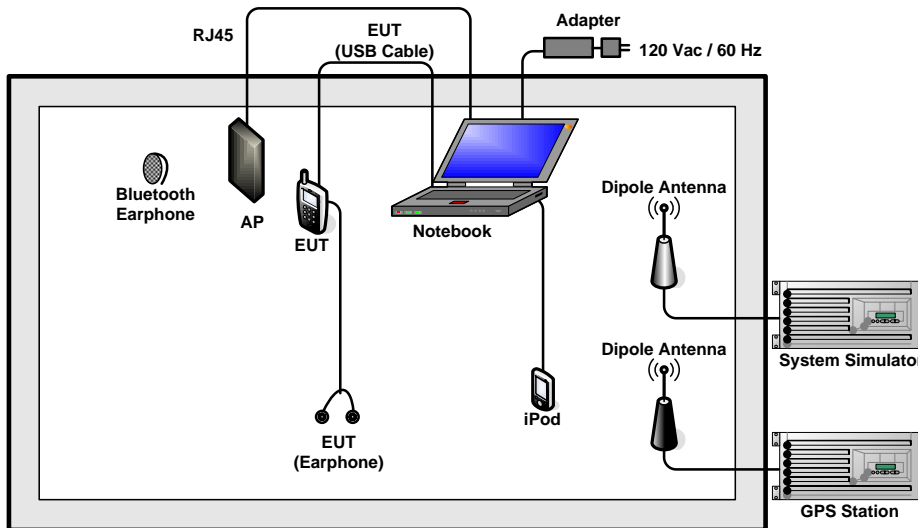 Adapter
RJ45
EUT
(USB Cable)
120 Vac / 60 Hz
Bluetooth
Earphone
AP
EUT
Notebook
Dipole Antenna
System Simulator
Dipole Antenna
iPod
EUT
(Earphone)
GPS Station